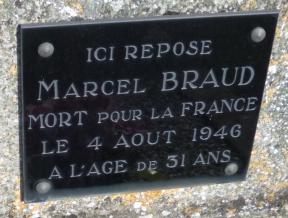 ICI REPOSE
MARCEL BRAUD
MORT POUR LA FRANCE
LE 4 AOUT 1946
A L'AGE DE 31 ANS